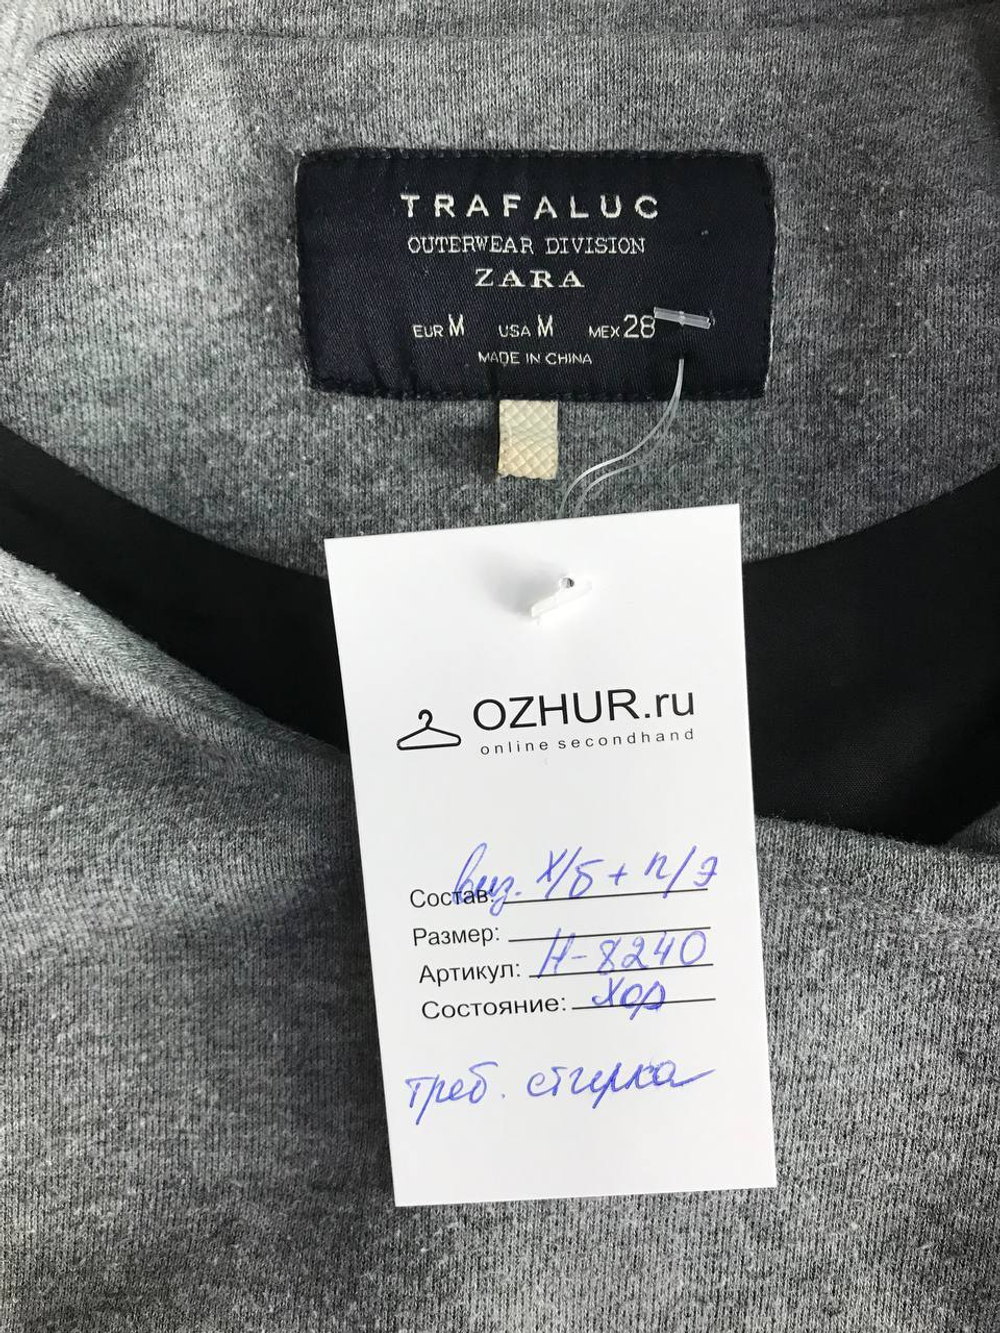 TRAFALUC
OUTERWEAR DIVISION
ZARA
EUR M USA M MEX 28
MADE IN CHINA
OZHUR.ru
online secondhand
Состав: виз. х/б + п/э
Размер:
Артикул: Н-8240
Состояние: хор
треб. стирка